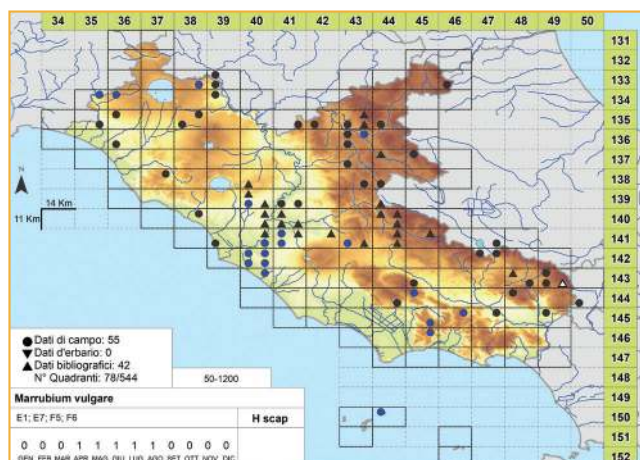 34 35 36 37 38 39 40 41 42 43 44 45 46 47 48 49 50
131
132
133
134
135
136
137
138
139
140
141
142
143
144
145
146
147
148
149
150
151
152
N
14 Km
11 Km
Dati di campo: 55
Dati d'erbario: 0
Dati bibliografici: 42
N° Quadranti: 78/544
50-1200
Marrubium vulgare
E1; E7; F5; F6
H scap
0 0 0 1 1 1 1 1 0 0 0 0
GEN FEB MAR APR MAG GIU LUG AGO SET OTT NOV DIC